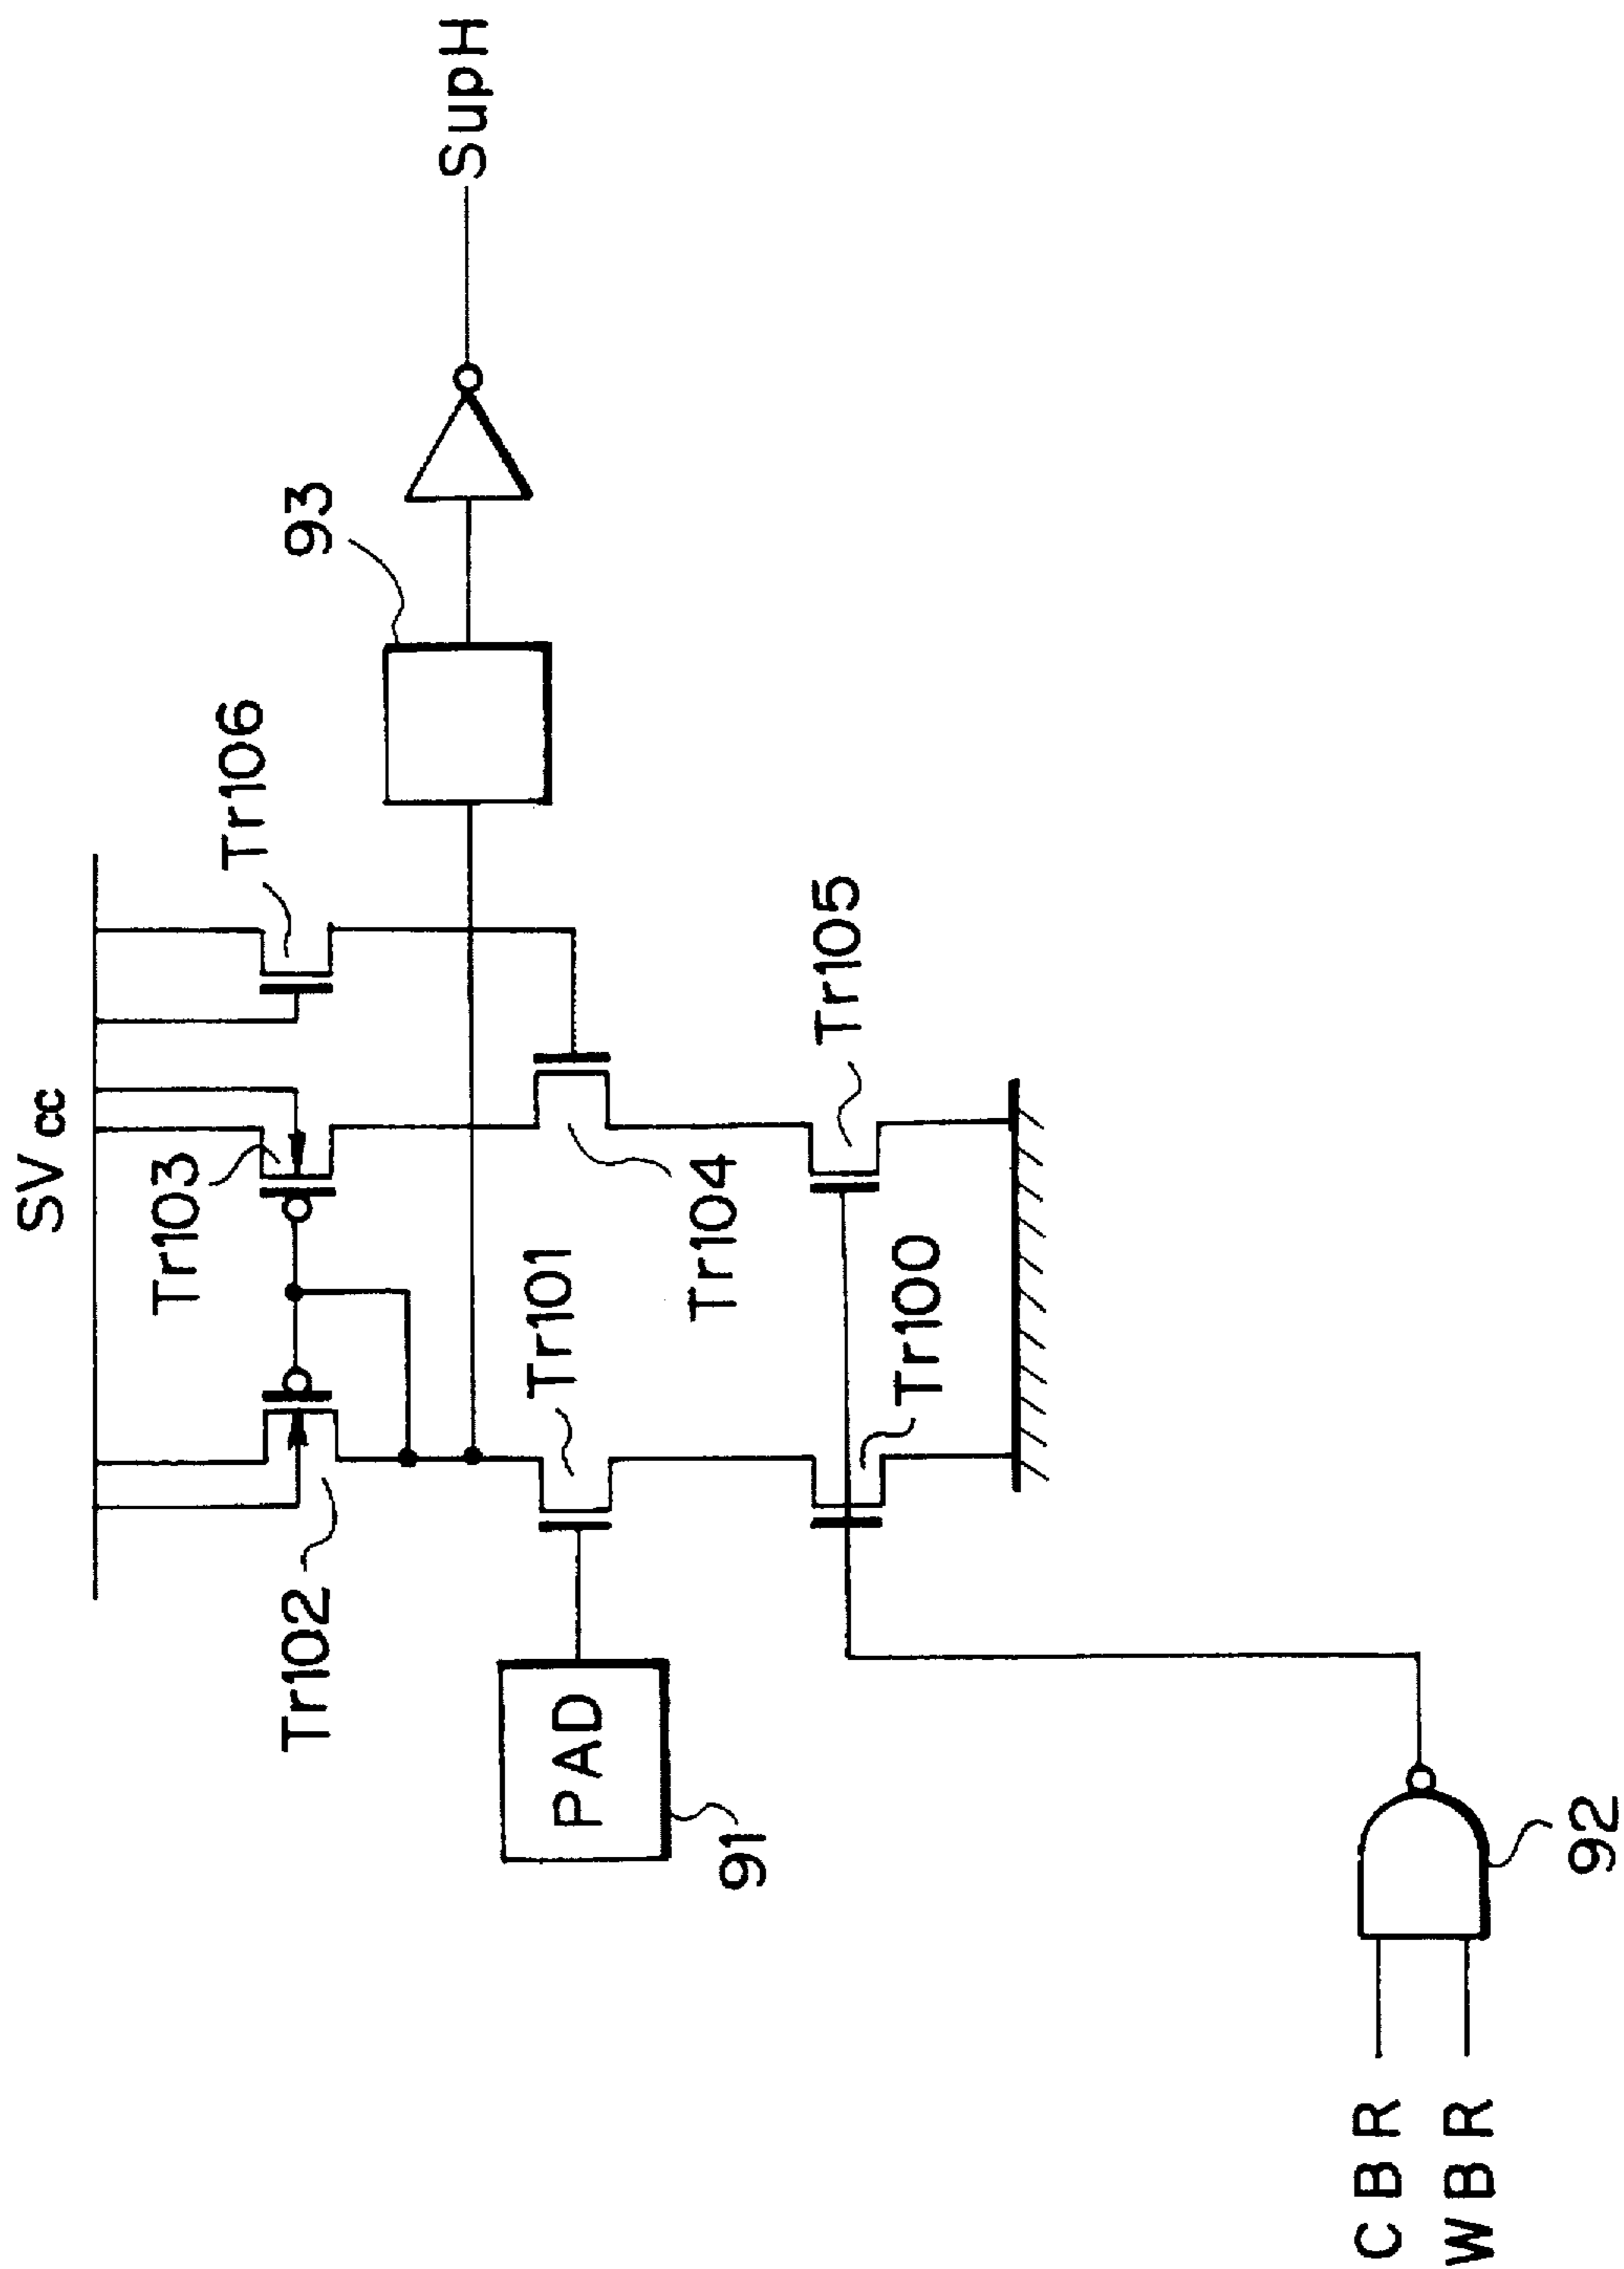 SVcc
Tr102
Tr103
Tr106
93
SupH
PAD
91
Tr101
Tr104
Tr100
Tr105
CBR
WBR
92